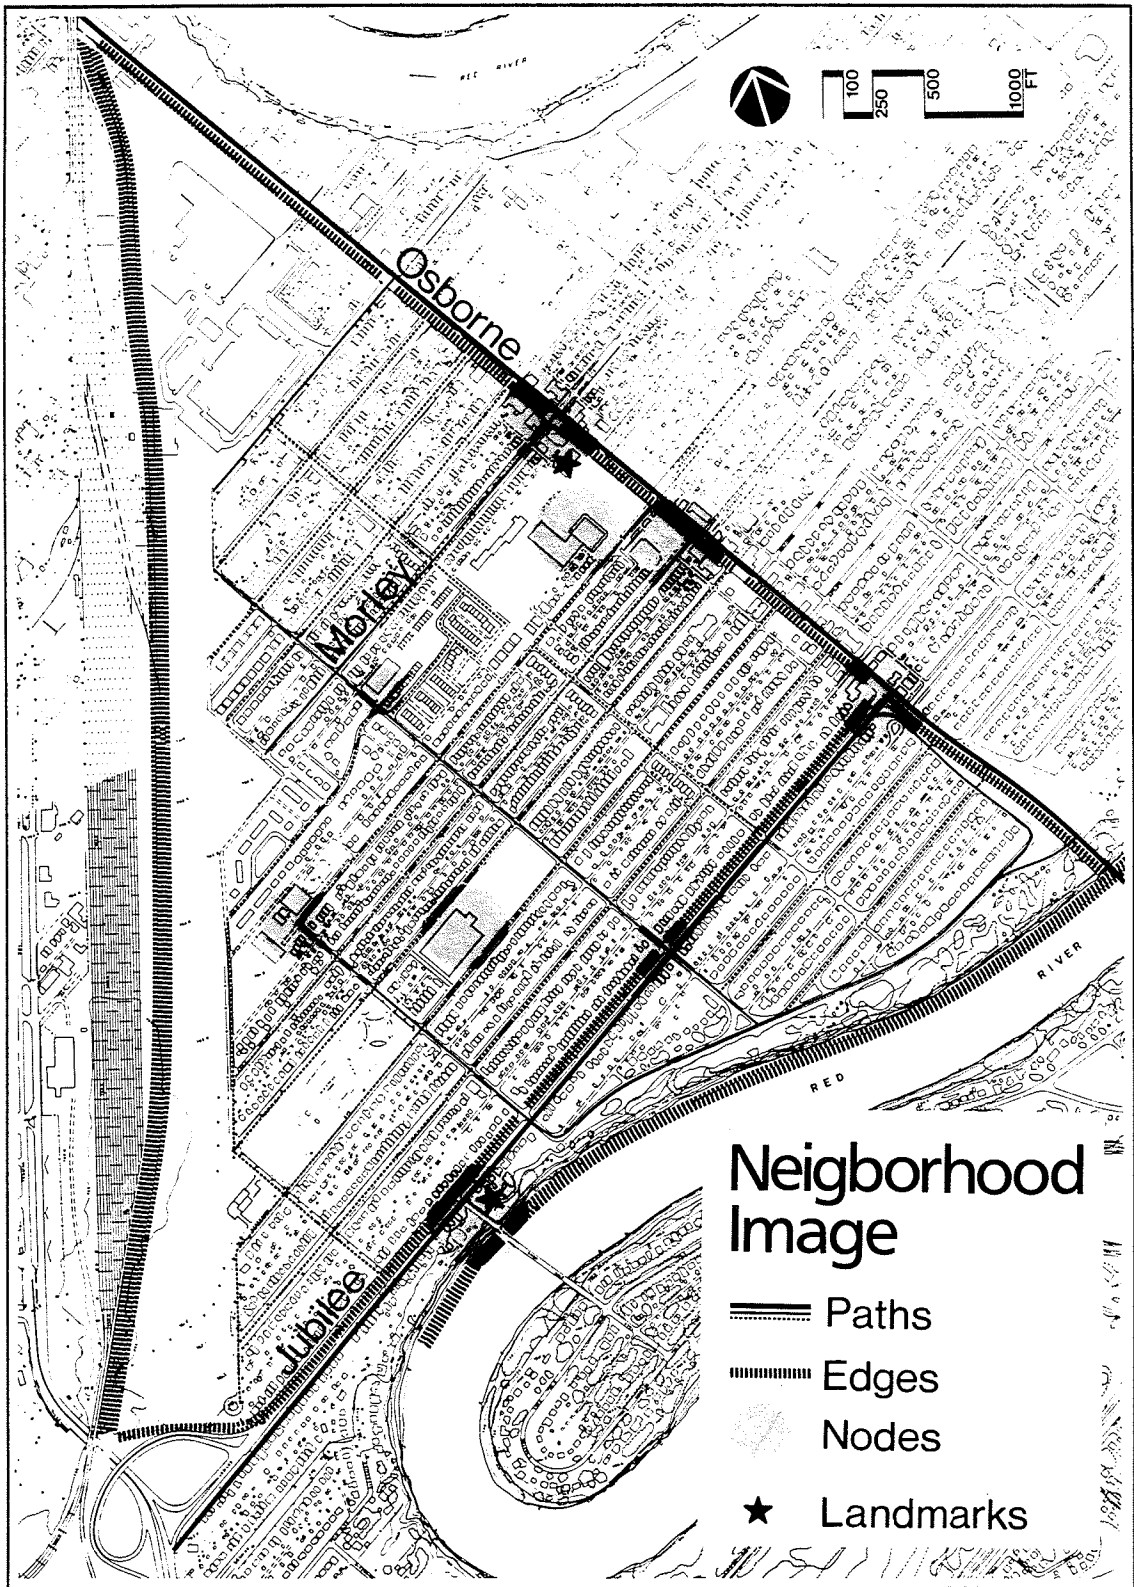 RED RIVER
100
250
500
1000
FT
Osborne
Morley
RIVER
RED
Jubilee
Neigborhood
Image
Paths
Edges
Nodes
Landmarks